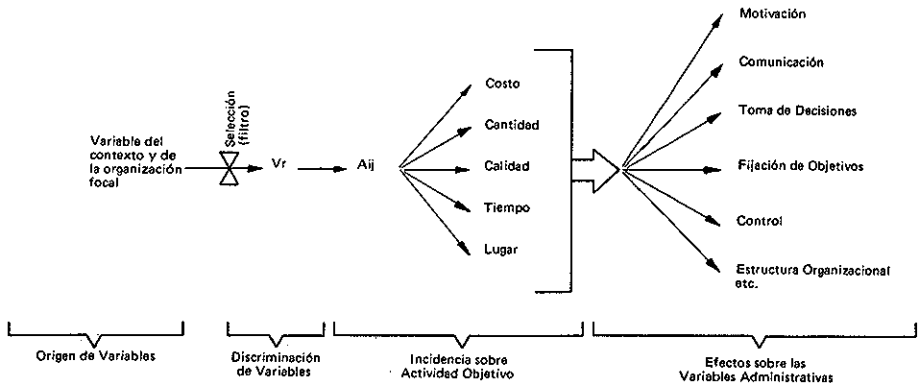 Variable del
contexto y de
la organización
focal
Selección
(filtro)
Vr
Aij
Costo
Cantidad
Calidad
Tiempo
Lugar
Motivación
Comunicación
Toma de Decisiones
Fijación de Objetivos
Control
Estructura Organizacional
etc.
Origen de Variables
Discriminación
de Variables
Incidencia sobre
Actividad Objetivo
Efectos sobre las
Variables Administrativas